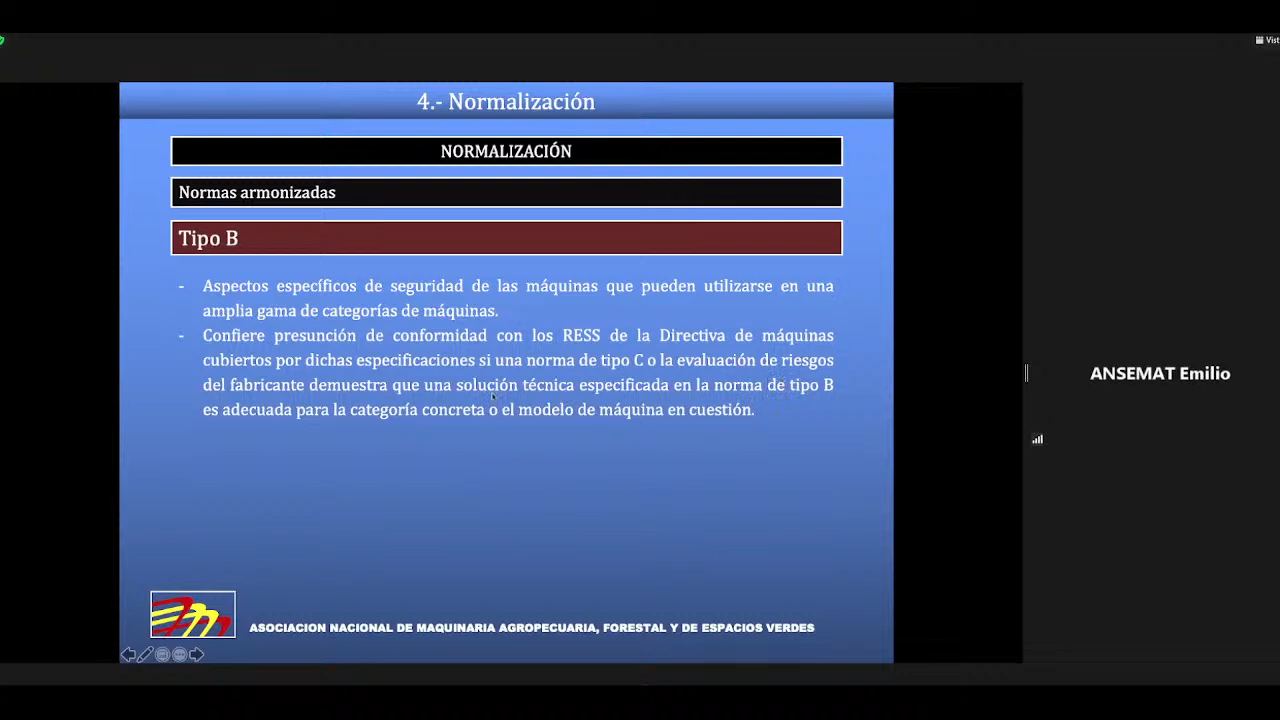 Vist
4.- Normalización
NORMALIZACIÓN
Normas armonizadas
Tipo B
- Aspectos específicos de seguridad de las máquinas que pueden utilizarse en una
amplia gama de categorías de máquinas.
- Confiere presunción de conformidad con los RESS de la Directiva de máquinas
cubiertos por dichas especificaciones si una norma de tipo C o la evaluación de riesgos
del fabricante demuestra que una solución técnica especificada en la norma de tipo B
es adecuada para la categoría concreta o el modelo de máquina en cuestión.
ANSEMAT Emilio
ASOCIACION NACIONAL DE MAQUINARIA AGROPECUARIA, FORESTAL Y DE ESPACIOS VERDES